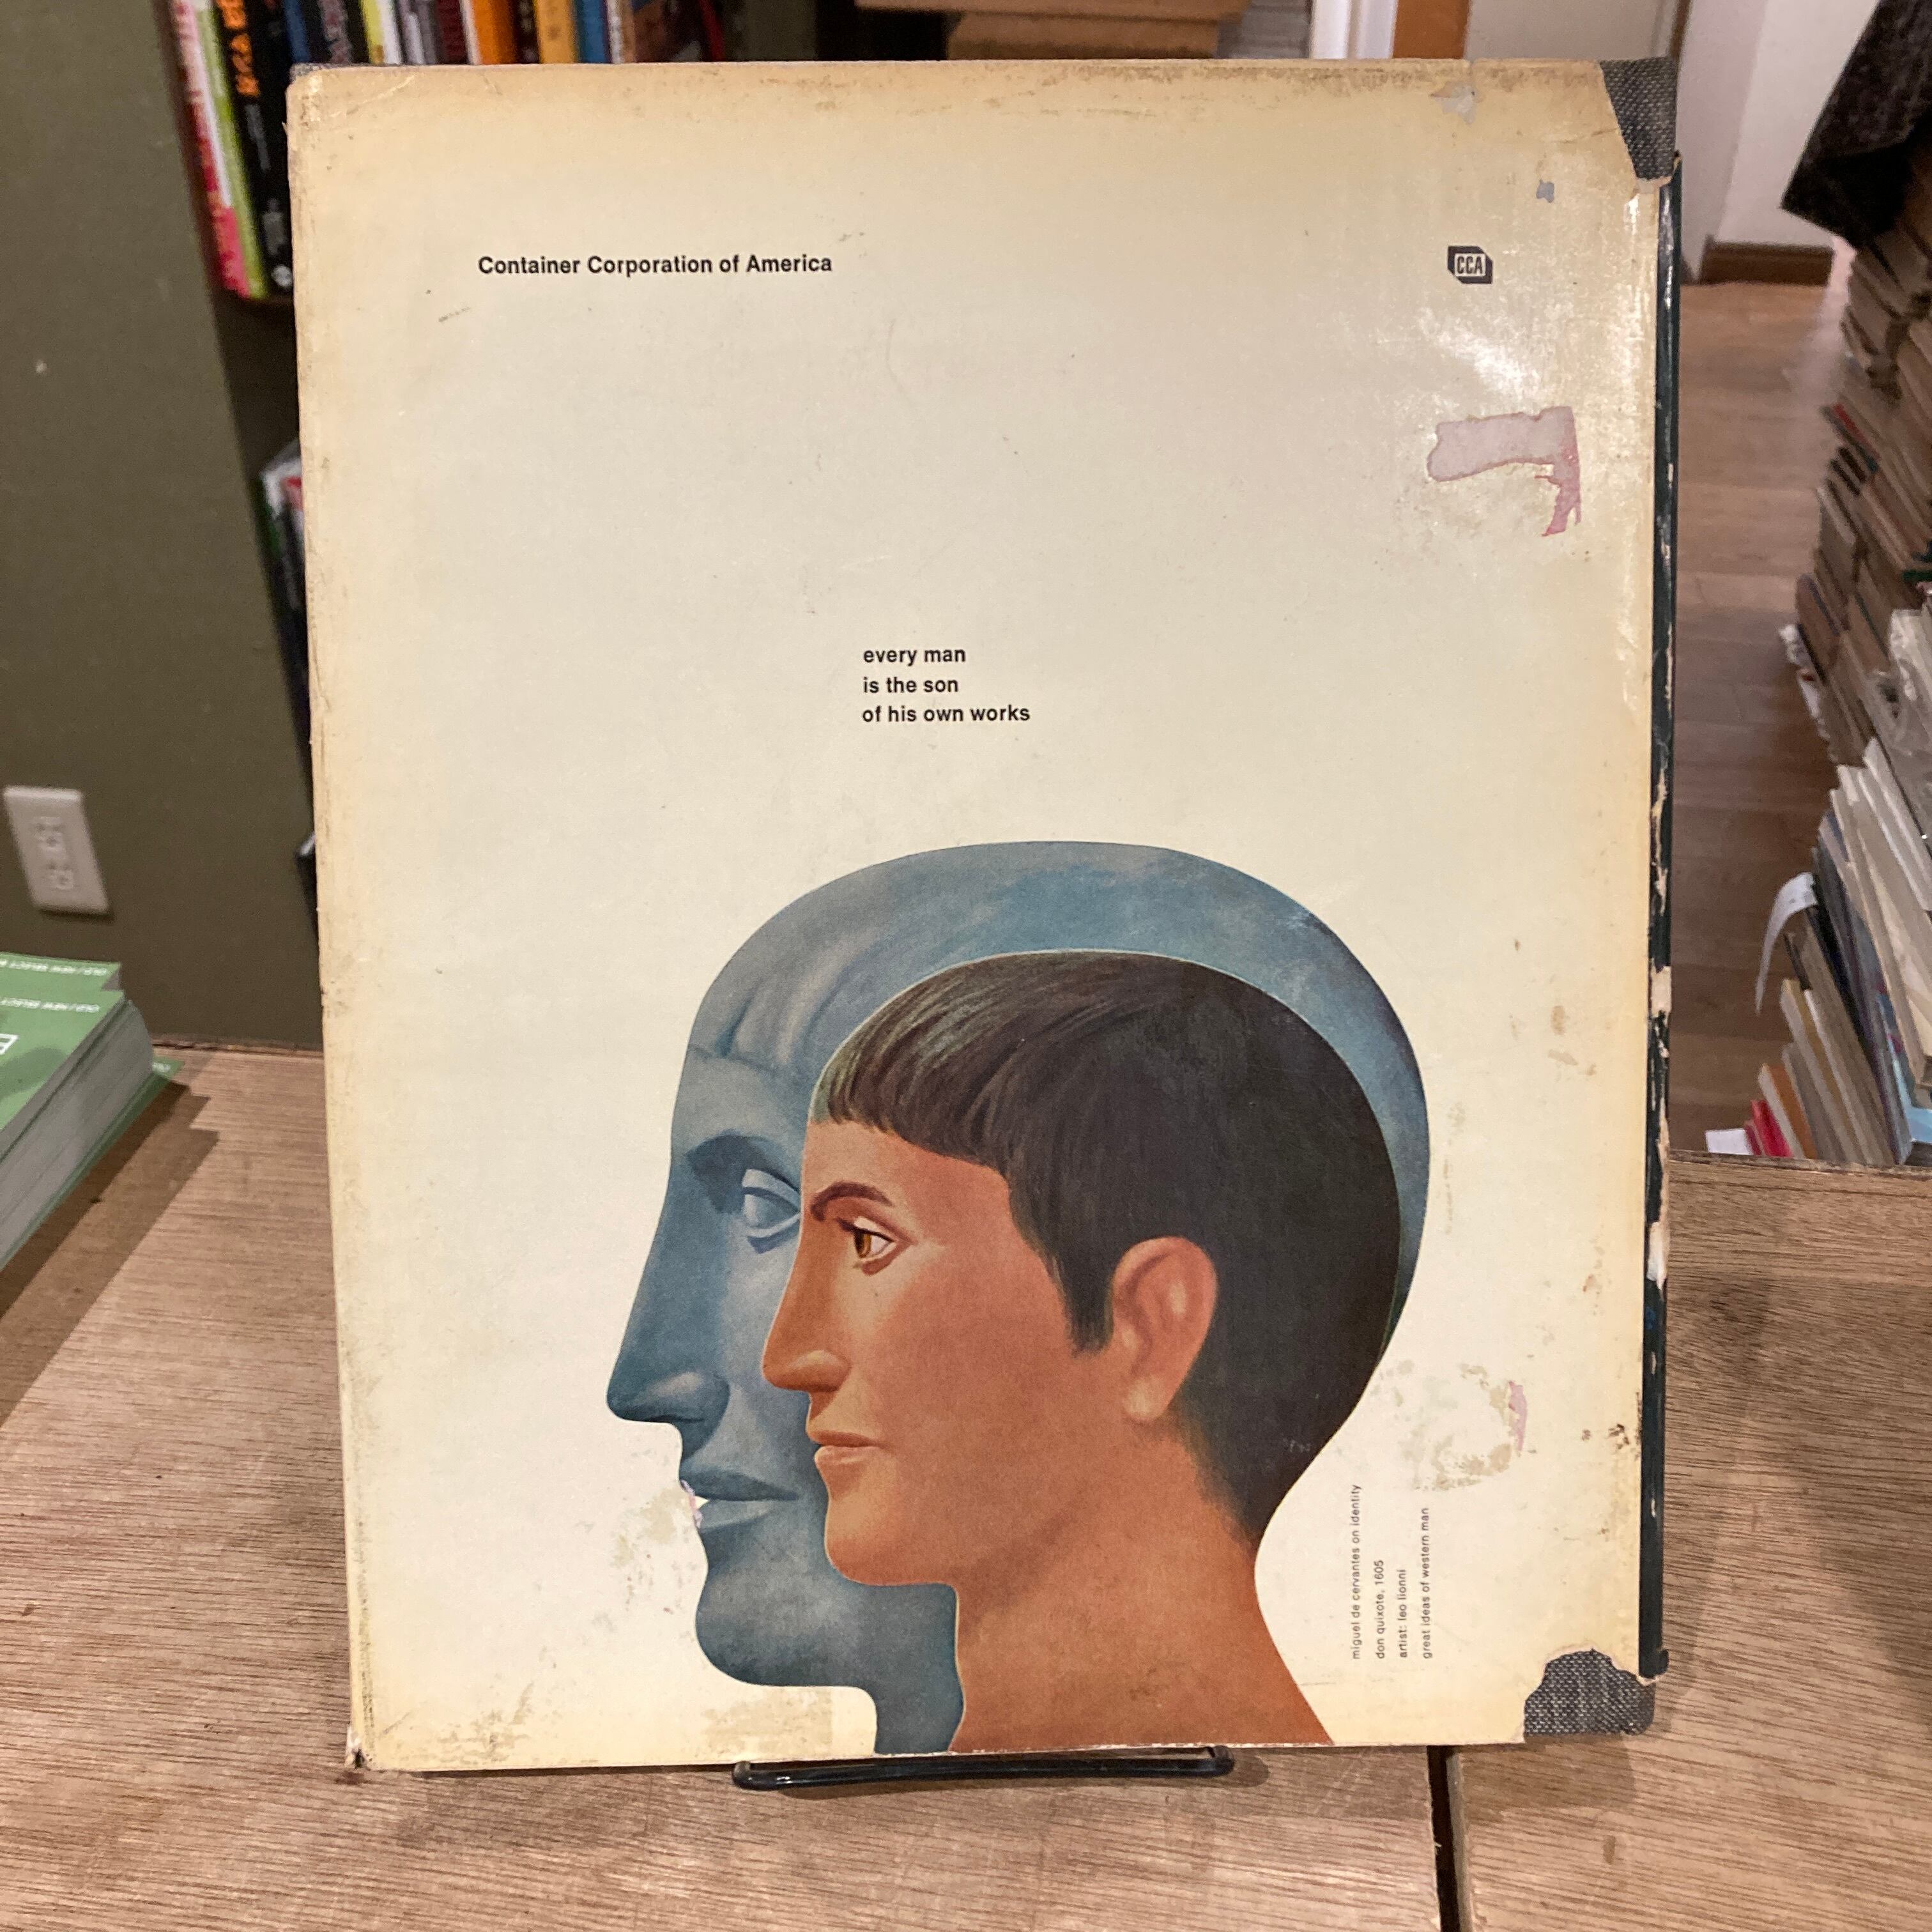 Container Corporation of America
CCA
every man
is the son
of his own works
miguel de cervantes on identity
don quixote, 1605
artist: leo lionni
great ideas of western man